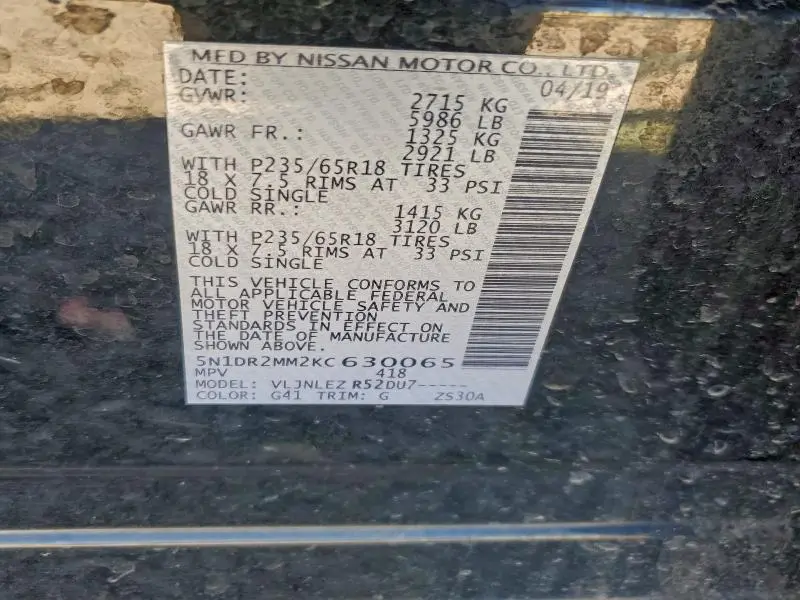 MFD BY NISSAN MOTOR CO., LTD.
DATE: 04/19
GVWR: 2715 KG
5986 LB
GAWR FR.: 1325 KG
2921 LB
WITH P235/65R18 TIRES
18 X 7.5 RIMS AT 33 PSI
COLD SINGLE
GAWR RR.: 1415 KG
3120 LB
WITH P235/65R18 TIRES
18 X 7.5 RIMS AT 33 PSI
COLD SINGLE
THIS VEHICLE CONFORMS TO
ALL APPLICABLE FEDERAL
MOTOR VEHICLE SAFETY AND
THEFT PREVENTION
STANDARDS IN EFFECT ON
THE DATE OF MANUFACTURE
SHOWN ABOVE.
5N1DR2MM2KC630065
MPV 418
MODEL: VLJNLEZ R52DU7-----
COLOR: G41 TRIM: G ZS30A